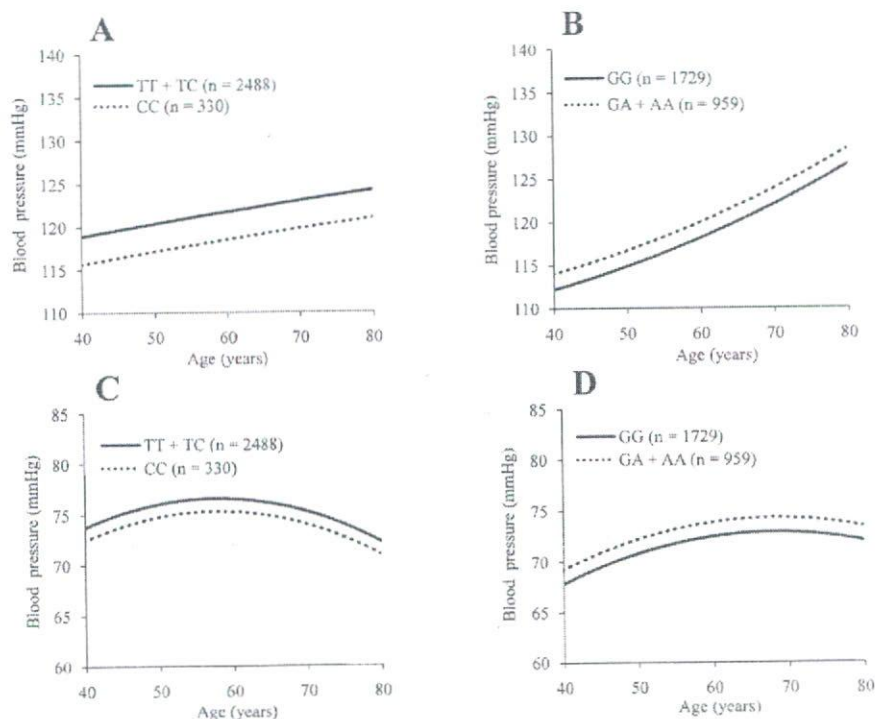 A
140
135
130
125
120
115
110
Blood pressure (mmHg)
TT + TC (n = 2488)
CC (n = 330)
40 50 60 70 80
Age (years)
B
140
135
130
125
120
115
110
Blood pressure (mmHg)
GG (n = 1729)
GA + AA (n = 959)
40 50 60 70 80
Age (years)
C
85
80
75
70
65
60
Blood pressure (mmHg)
TT + TC (n = 2488)
CC (n = 330)
40 50 60 70 80
Age (years)
D
85
80
75
70
65
60
Blood pressure (mmHg)
GG (n = 1729)
GA + AA (n = 959)
40 50 60 70 80
Age (years)